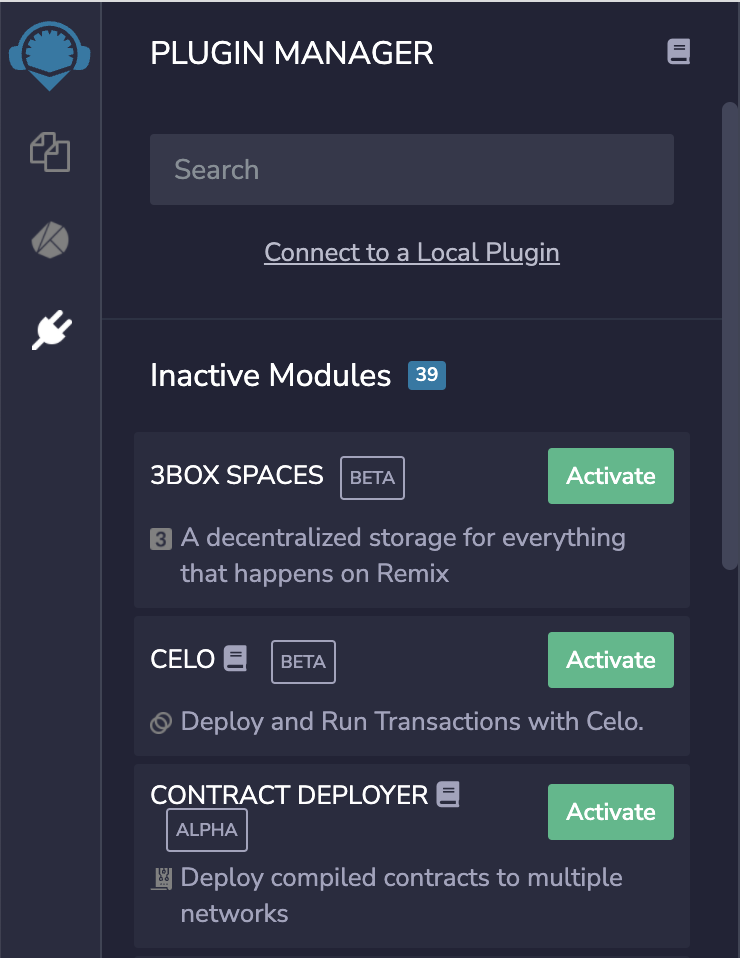 PLUGIN MANAGER
Search
Connect to a Local Plugin
Inactive Modules 39
3BOX SPACES BETA Activate
3 A decentralized storage for everything
that happens on Remix
CELO BETA Activate
Deploy and Run Transactions with Celo.
CONTRACT DEPLOYER
ALPHA
Activate
Deploy compiled contracts to multiple
networks